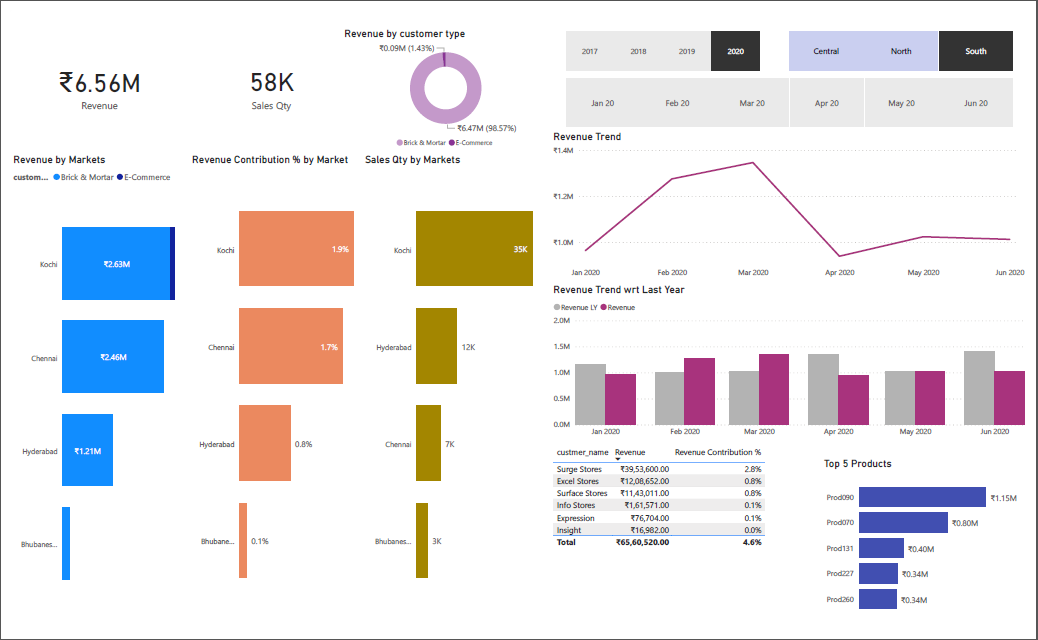 Revenue by customer type
₹0.09M (1.43%)
₹6.47M (98.57%)
Brick & Mortar E-Commerce
₹6.56M
Revenue
58K
Sales Qty
2017 2018 2019 2020
Central North South
Jan 20 Feb 20 Mar 20 Apr 20 May 20 Jun 20
Revenue by Markets
custom... Brick & Mortar E-Commerce
Kochi ₹2.63M
Chennai ₹2.46M
Hyderabad ₹1.21M
Bhubanes...
Revenue Contribution % by Market
Kochi 1.9%
Chennai 1.7%
Hyderabad 0.8%
Bhubane... 0.1%
Sales Qty by Markets
Kochi 35K
Hyderabad 12K
Chennai 7K
Bhubanes... 3K
Revenue Trend
₹1.4M
₹1.2M
₹1.0M
Jan 2020 Feb 2020 Mar 2020 Apr 2020 May 2020 Jun 2020
Revenue Trend wrt Last Year
Revenue LY Revenue
2.0M
1.5M
1.0M
0.5M
0.0M
Jan 2020 Feb 2020 Mar 2020 Apr 2020 May 2020 Jun 2020
custmer_name Revenue Revenue Contribution %
Surge Stores ₹39,53,600.00 2.8%
Excel Stores ₹12,08,652.00 0.8%
Surface Stores ₹11,43,011.00 0.8%
Info Stores ₹1,61,571.00 0.1%
Expression ₹76,704.00 0.1%
Insight ₹16,982.00 0.0%
Total ₹65,60,520.00 4.6%
Top 5 Products
Prod090 ₹1.15M
Prod070 ₹0.80M
Prod131 ₹0.40M
Prod227 ₹0.34M
Prod260 ₹0.34M